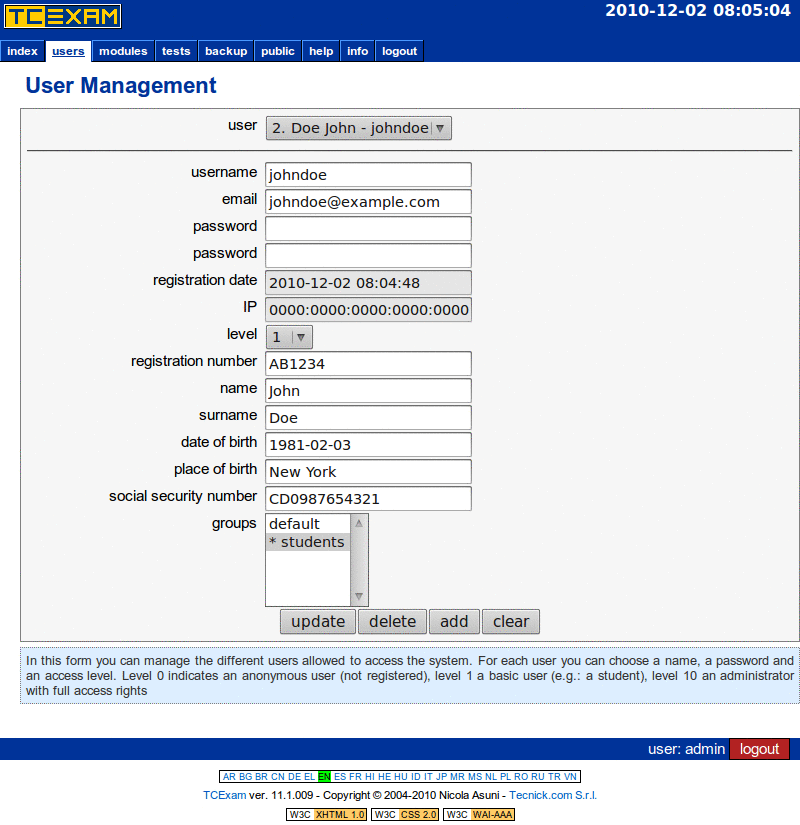 TCEXAM
2010-12-02 08:05:04
index users modules tests backup public help info logout
User Management
user 2. Doe John - johndoe
username johndoe
email johndoe@example.com
password
password
registration date 2010-12-02 08:04:48
IP 0000:0000:0000:0000:0000
level 1
registration number AB1234
name John
surname Doe
date of birth 1981-02-03
place of birth New York
social security number CD0987654321
groups default
* students
update delete add clear
In this form you can manage the different users allowed to access the system. For each user you can choose a name, a password and
an access level. Level 0 indicates an anonymous user (not registered), level 1 a basic user (e.g.: a student), level 10 an administrator
with full access rights
user: admin logout
AR BG BR CN DE EL EN ES FR HI HE HU ID IT JP MR MS NL PL RO RU TR VN
TCExam ver. 11.1.009 - Copyright © 2004-2010 Nicola Asuni - Tecnick.com S.r.l.
W3C XHTML 1.0 W3C CSS 2.0 W3C WAI-AAA